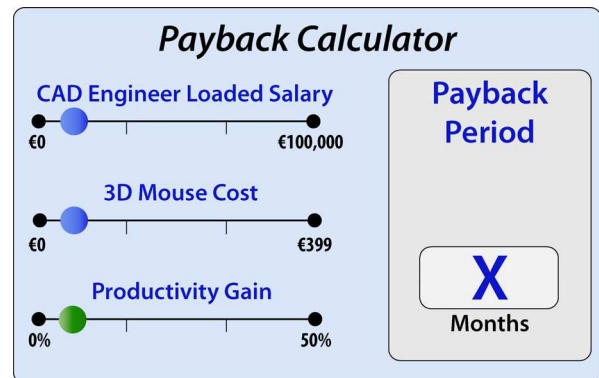 Payback Calculator
CAD Engineer Loaded Salary
€0
€100,000
3D Mouse Cost
€0
€399
Productivity Gain
0%
50%
Payback
Period
X
Months